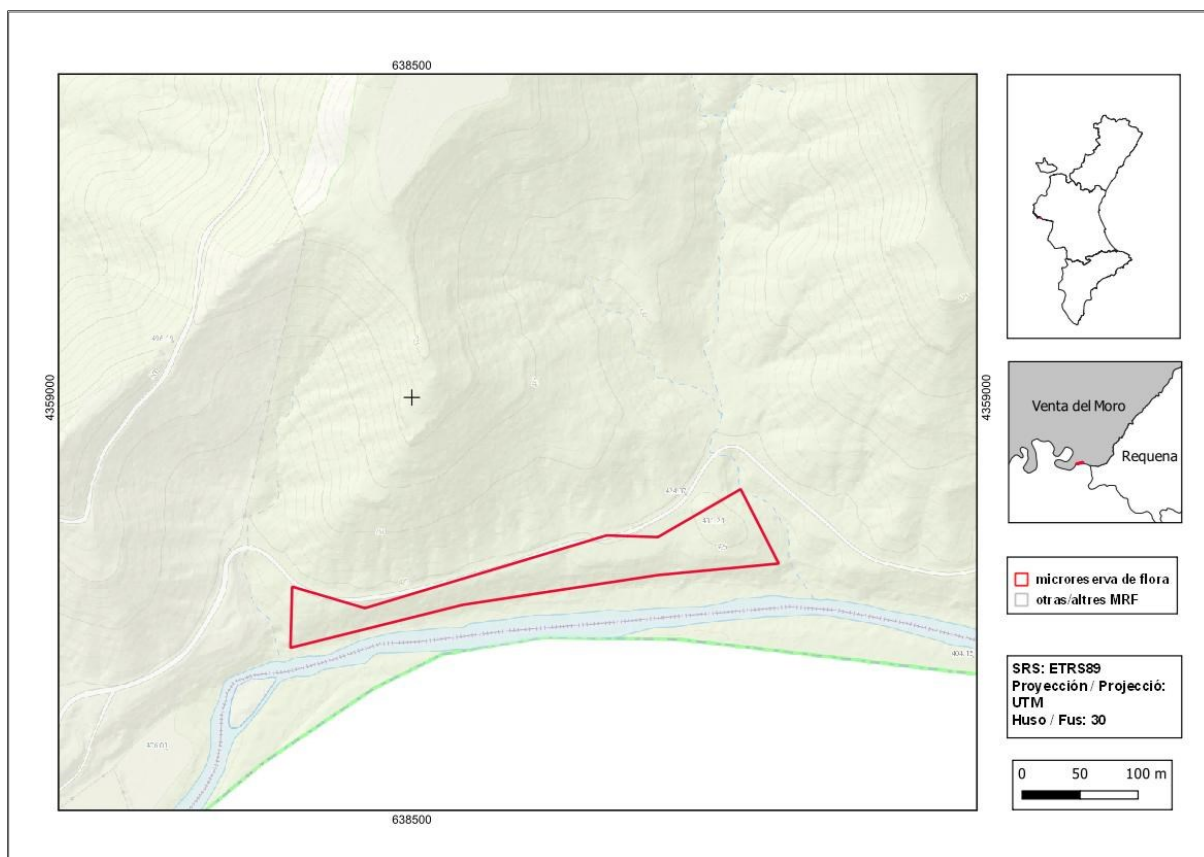 638500
4359000
4359000
638500
Venta del Moro
Requena
microreserva de flora
otras/altres MRF
SRS: ETRS89
Proyección / Projecció:
UTM
Huso / Fus: 30
0 50 100 m